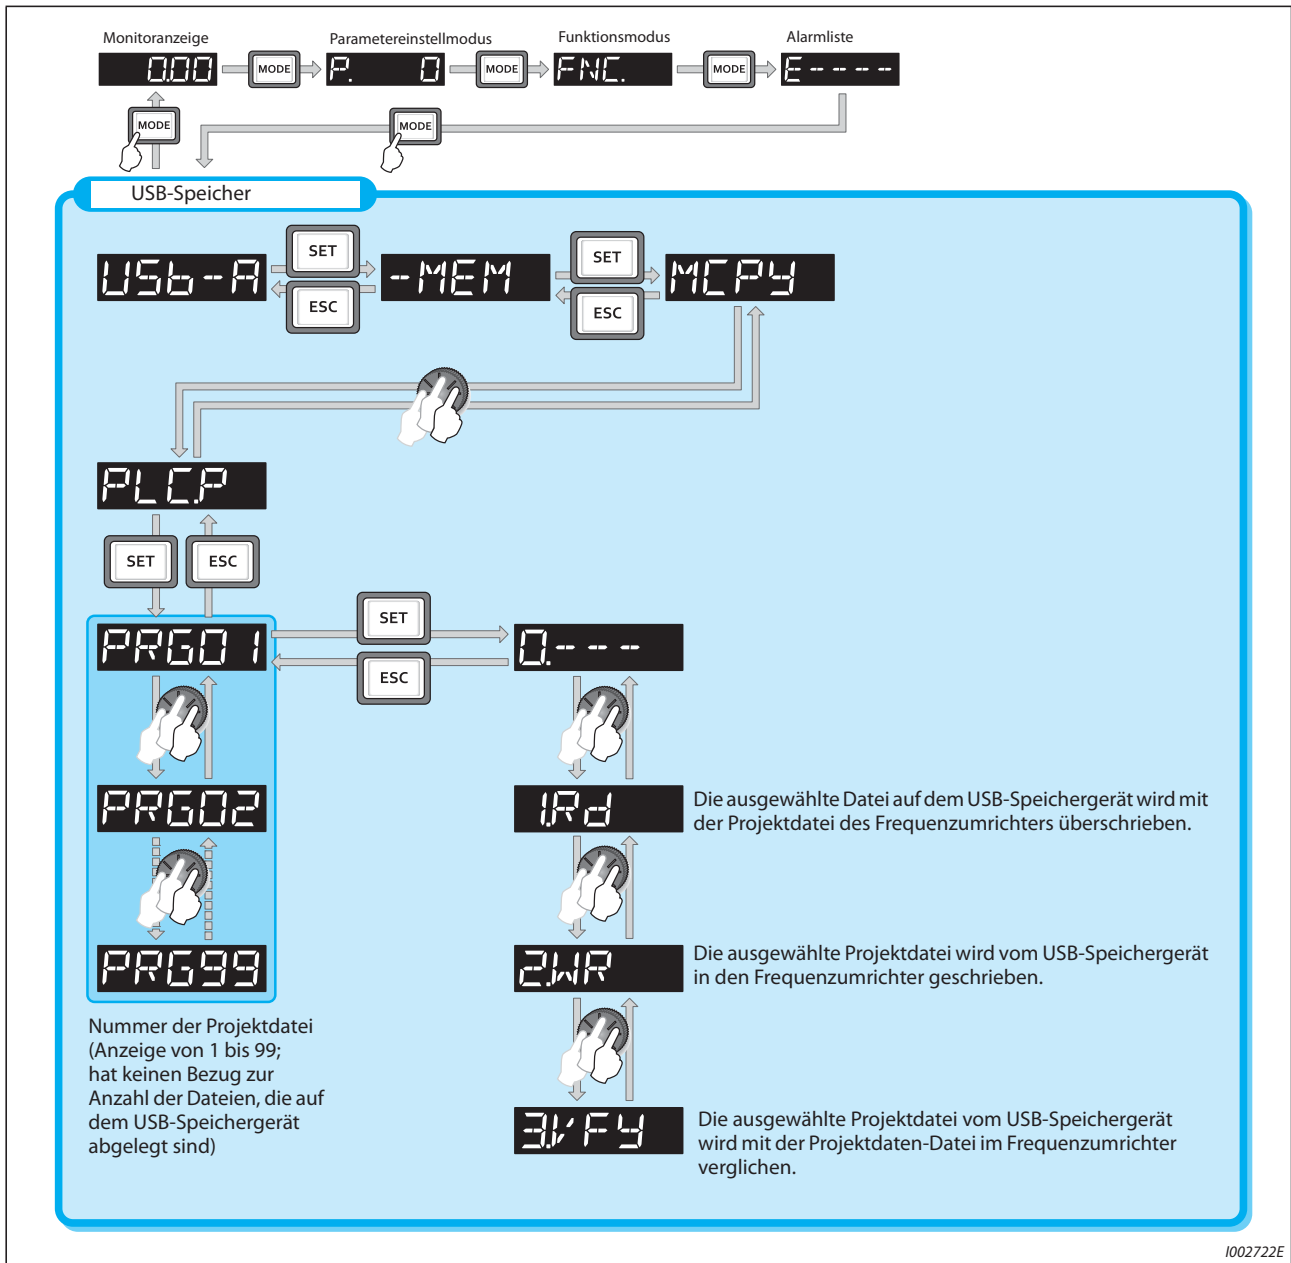 Monitoranzeige
Parametereinstellmodus
Funktionsmodus
Alarmliste
0.00
MODE
P. 0
MODE
FNC.
MODE
E----
MODE
MODE
USB-Speicher
USb-A
SET
ESC
-MEM
SET
ESC
MCPY
PLC.P
SET
ESC
PRG01
SET
ESC
0.---
PRG02
1.Rd
Die ausgewählte Datei auf dem USB-Speichergerät wird mit
der Projektdatei des Frequenzumrichters überschrieben.
PRG99
2.WR
Die ausgewählte Projektdatei wird vom USB-Speichergerät
in den Frequenzumrichter geschrieben.
Nummer der Projektdatei
(Anzeige von 1 bis 99;
hat keinen Bezug zur
Anzahl der Dateien, die auf
dem USB-Speichergerät
abgelegt sind)
3.VFY
Die ausgewählte Projektdatei vom USB-Speichergerät
wird mit der Projektdaten-Datei im Frequenzumrichter
verglichen.
I002722E